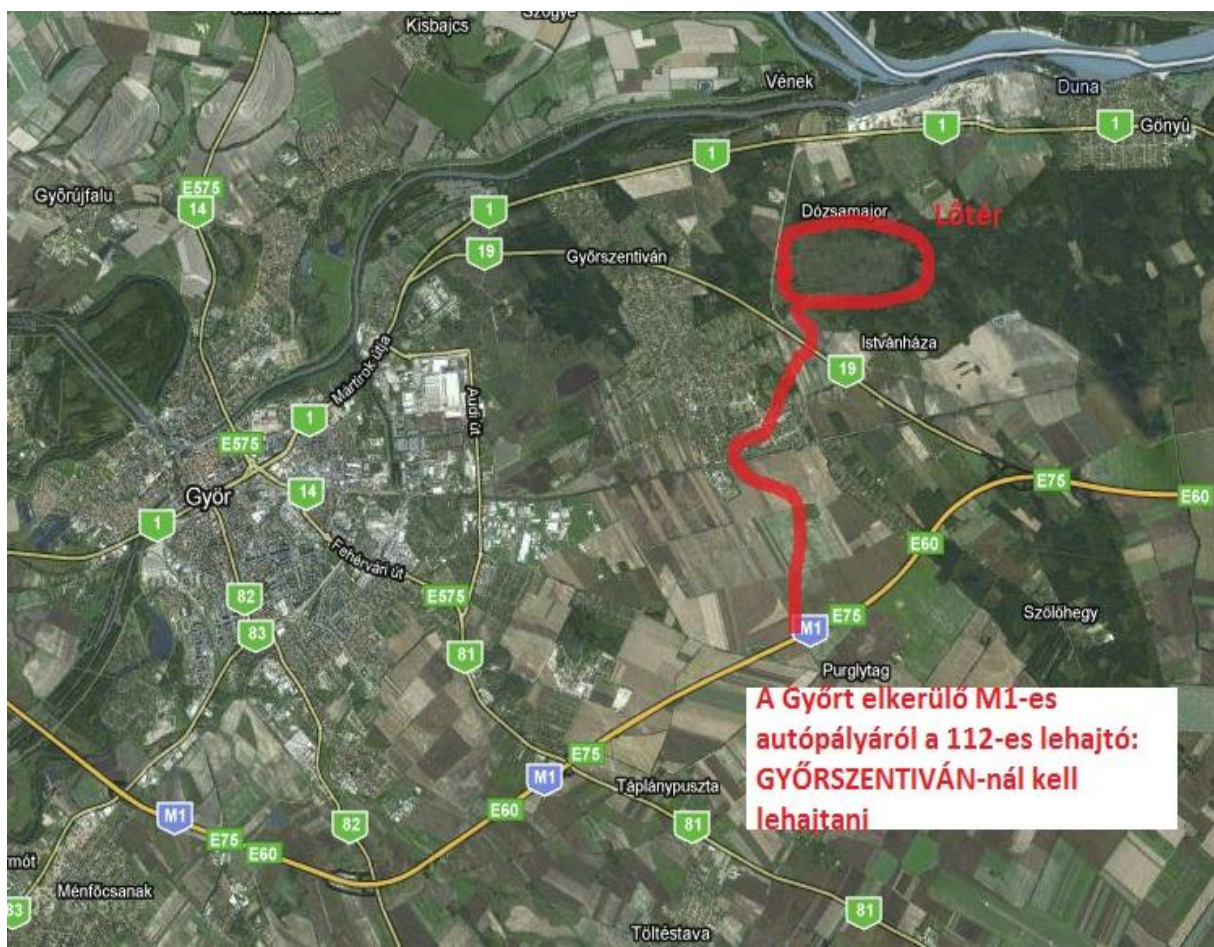 Kisbajcs
Vének
Duna
1
1
Gönyû
1
E575
Győrújfalu
14
1
Dózsamajor
Lőtér
19
Győrszentiván
Istvánháza
19
Mártírok útja
Audi út
1
E575
E75
E60
Győr
14
1
E60
Fehérvári út
82
E575
Szölöhegy
83
E75
M1
81
Purglytag
A Győrt elkerülő M1-es
autópályáról a 112-es lehajtó:
GYŐRSZENTIVÁN-nál kell
lehajtani
E75
M1
Táplánypuszta
M1
E60
82
81
E75
E60
Ménfőcsanak
83
81
Töltéstava